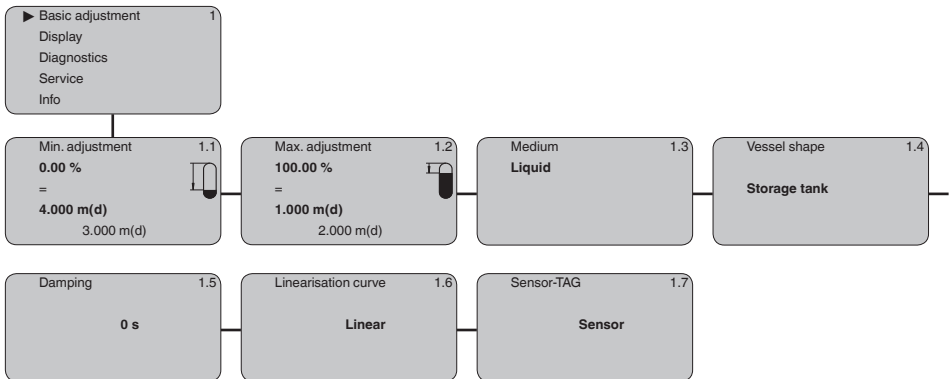 ▶ Basic adjustment 1
Display
Diagnostics
Service
Info
Min. adjustment 1.1
0.00 %
=
4.000 m(d)
3.000 m(d)
Max. adjustment 1.2
100.00 %
=
1.000 m(d)
2.000 m(d)
Medium 1.3
Liquid
Vessel shape 1.4
Storage tank
Damping 1.5
0 s
Linearisation curve 1.6
Linear
Sensor-TAG 1.7
Sensor